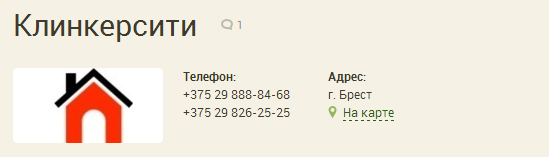 Клинкерсити 1
Телефон:
+375 29 888-84-68
+375 29 826-25-25
Адрес:
г. Брест
На карте